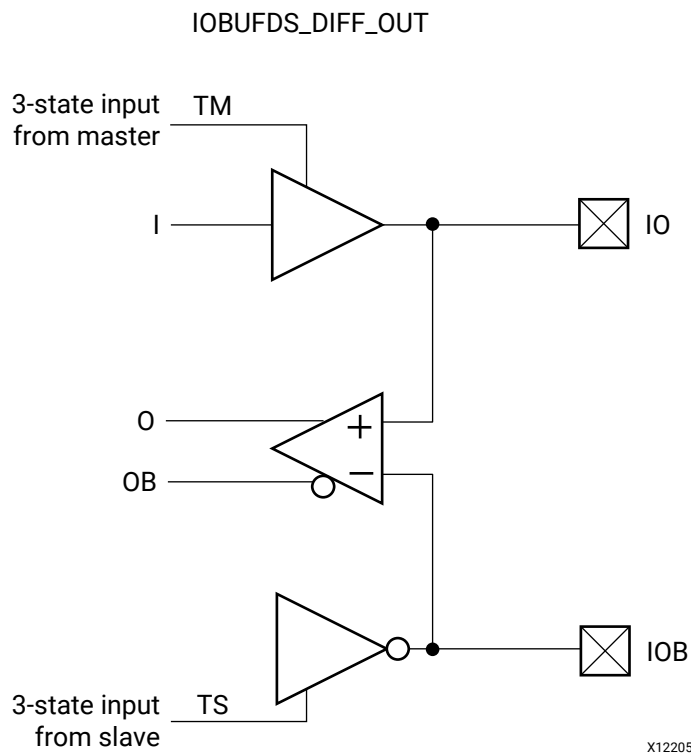 IOBUFDS_DIFF_OUT
3-state input
from master
TM
I
IO
O
+
OB
−
IOB
3-state input
from slave
TS
X12205